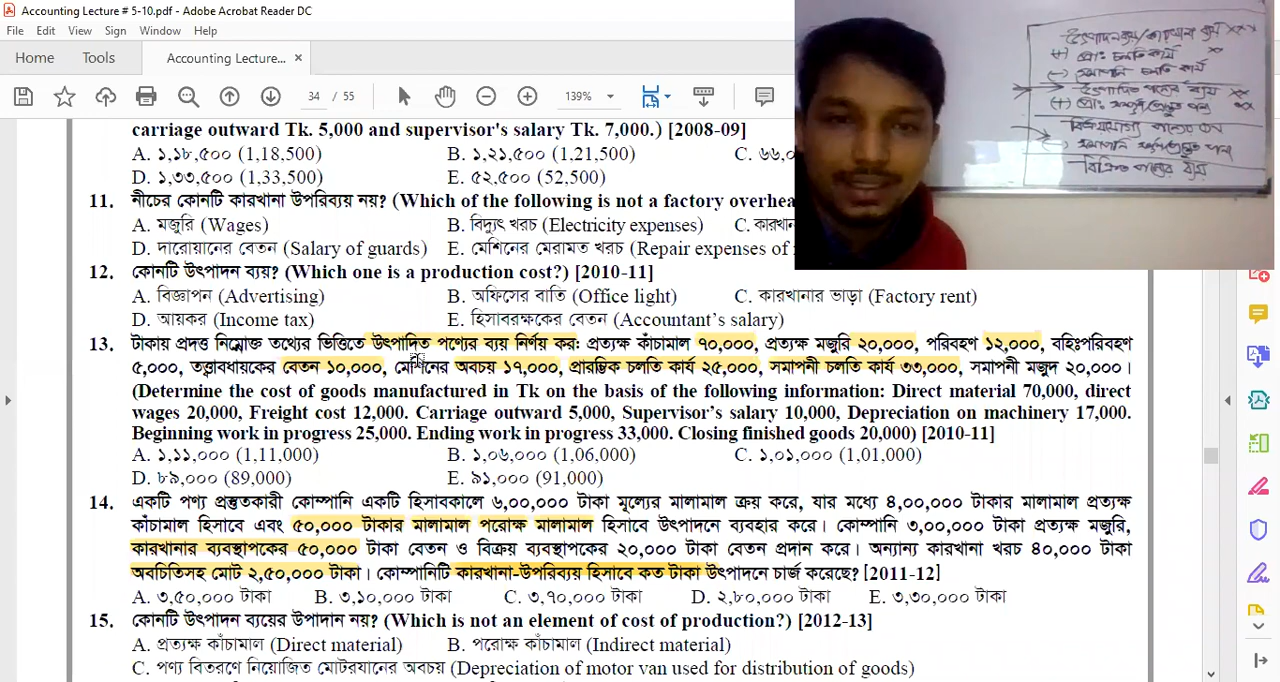 Accounting Lecture # 5-10.pdf - Adobe Acrobat Reader DC
File Edit View Sign Window Help
Home Tools Accounting Lecture... ×
34 / 55 139%
উৎপাদন ব্যয়/কারখানা ব্যয়
(+) প্রাঃ চলতি কার্য
(-) সমাপনি চলতি কার্য
উৎপাদিত পণ্যের ব্যয়
(-)
বিক্রিত পণ্যের ব্যয়
carriage outward Tk. 5,000 and supervisor's salary Tk. 7,000.) [2008-09]
A. ১,১৮,৫০০ (1,18,500) B. ১,২১,৫০০ (1,21,500) C. ৬৬,০
D. ১,৩৩,৫০০ (1,33,500) E. ৫২,৫০০ (52,500)
11. নীচের কোনটি কারখানা উপরিব্যয় নয়? (Which of the following is not a factory overhea
A. মজুরি (Wages) B. বিদ্যুৎ খরচ (Electricity expenses) C. কারখান
D. দারোয়ানের বেতন (Salary of guards) E. মেশিনের মেরামত খরচ (Repair expenses of
12. কোনটি উৎপাদন ব্যয়? (Which one is a production cost?) [2010-11]
A. বিজ্ঞাপন (Advertising) B. অফিসের বাতি (Office light) C. কারখানার ভাড়া (Factory rent)
D. আয়কর (Income tax) E. হিসাবরক্ষকের বেতন (Accountant's salary)
13. টাকায় প্রদত্ত নিম্নোক্ত তথ্যের ভিত্তিতে উৎপাদিত পণ্যের ব্যয় নির্ণয় কর: প্রত্যক্ষ কাঁচামাল ৭০,০০০, প্রত্যক্ষ মজুরি ২০,০০০, পরিবহণ ১২,০০০, বহিঃপরিবহণ
৫,০০০, তত্ত্বাবধায়কের বেতন ১০,০০০, মেশিনের অবচয় ১৭,০০০, প্রারম্ভিক চলতি কার্য ২৫,০০০, সমাপনী চলতি কার্য ৩৩,০০০, সমাপনী মজুদ ২০,০০০।
(Determine the cost of goods manufactured in Tk on the basis of the following information: Direct material 70,000, direct
wages 20,000, Freight cost 12,000. Carriage outward 5,000, Supervisor's salary 10,000, Depreciation on machinery 17,000.
Beginning work in progress 25,000. Ending work in progress 33,000. Closing finished goods 20,000) [2010-11]
A. ১,১১,০০০ (1,11,000) B. ১,০৬,০০০ (1,06,000) C. ১,০১,০০০ (1,01,000)
D. ৮৯,০০০ (89,000) E. ৯১,০০০ (91,000)
14. একটি পণ্য প্রস্তুতকারী কোম্পানি একটি হিসাবকালে ৬,০০,০০০ টাকা মূল্যের মালামাল ক্রয় করে, যার মধ্যে ৪,০০,০০০ টাকার মালামাল প্রত্যক্ষ
কাঁচামাল হিসাবে এবং ৫০,০০০ টাকার মালামাল পরোক্ষ মালামাল হিসাবে উৎপাদনে ব্যবহার করে। কোম্পানি ৩,০০,০০০ টাকা প্রত্যক্ষ মজুরি,
কারখানার ব্যবস্থাপকের ৫০,০০০ টাকা বেতন ও বিক্রয় ব্যবস্থাপকের ২০,০০০ টাকা বেতন প্রদান করে। অন্যান্য কারখানা খরচ ৪০,০০০ টাকা
অবচিতিসহ মোট ২,৫০,০০০ টাকা। কোম্পানিটি কারখানা-উপরিব্যয় হিসাবে কত টাকা উৎপাদনে চার্জ করেছে? [2011-12]
A. ৩,৫০,০০০ টাকা B. ৩,১০,০০০ টাকা C. ৩,৭০,০০০ টাকা D. ২,৮০,০০০ টাকা E. ৩,৩০,০০০ টাকা
15. কোনটি উৎপাদন ব্যয়ের উপাদান নয়? (Which is not an element of cost of production?) [2012-13]
A. প্রত্যক্ষ কাঁচামাল (Direct material) B. পরোক্ষ কাঁচামাল (Indirect material)
C. পণ্য বিতরণে নিয়োজিত মোটরযানের অবচয় (Depreciation of motor van used for distribution of goods)